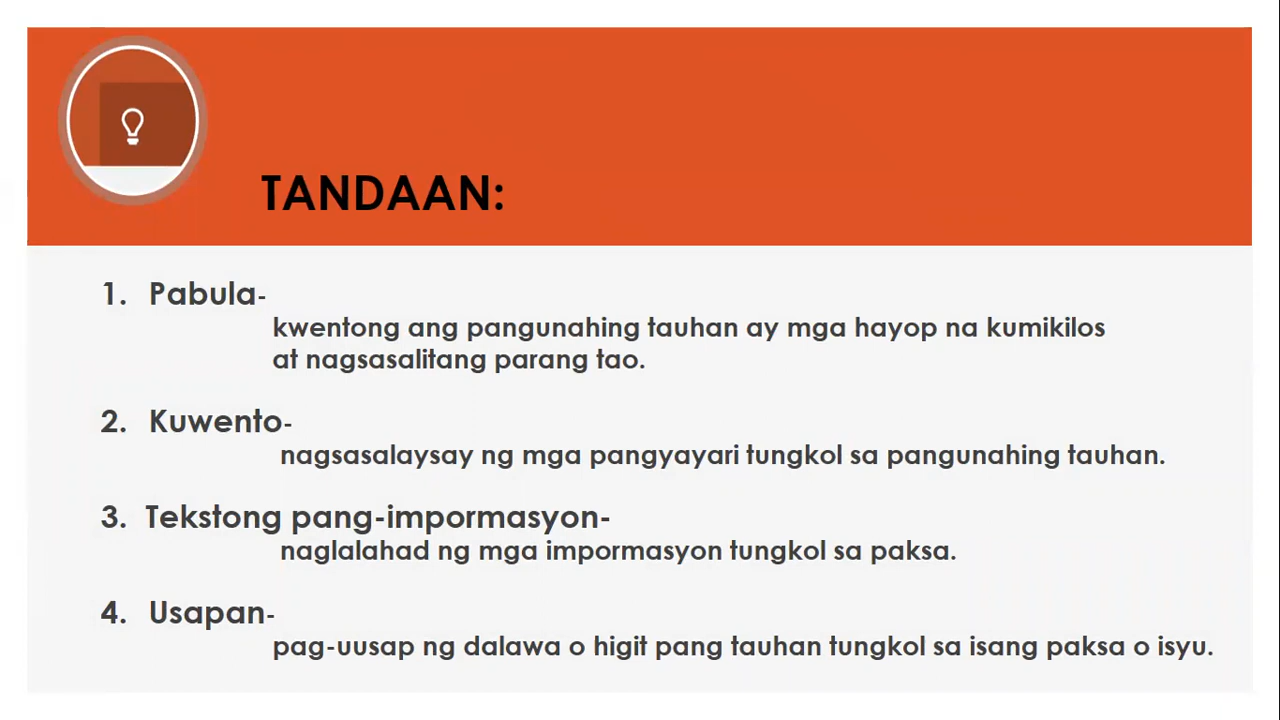 TANDAAN:
1. Pabula-
kwentong ang pangunahing tauhan ay mga hayop na kumikilos
at nagsasalitang parang tao.
2. Kuwento-
nagsasalaysay ng mga pangyayari tungkol sa pangunahing tauhan.
3. Tekstong pang-impormasyon-
naglalahad ng mga impormasyon tungkol sa paksa.
4. Usapan-
pag-uusap ng dalawa o higit pang tauhan tungkol sa isang paksa o isyu.